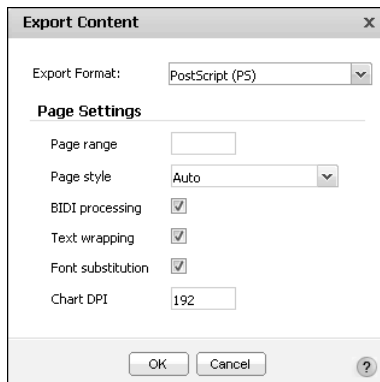 Export Content x
Export Format: PostScript (PS)
Page Settings
Page range
Page style Auto
BIDI processing
Text wrapping
Font substitution
Chart DPI 192
OK Cancel ?